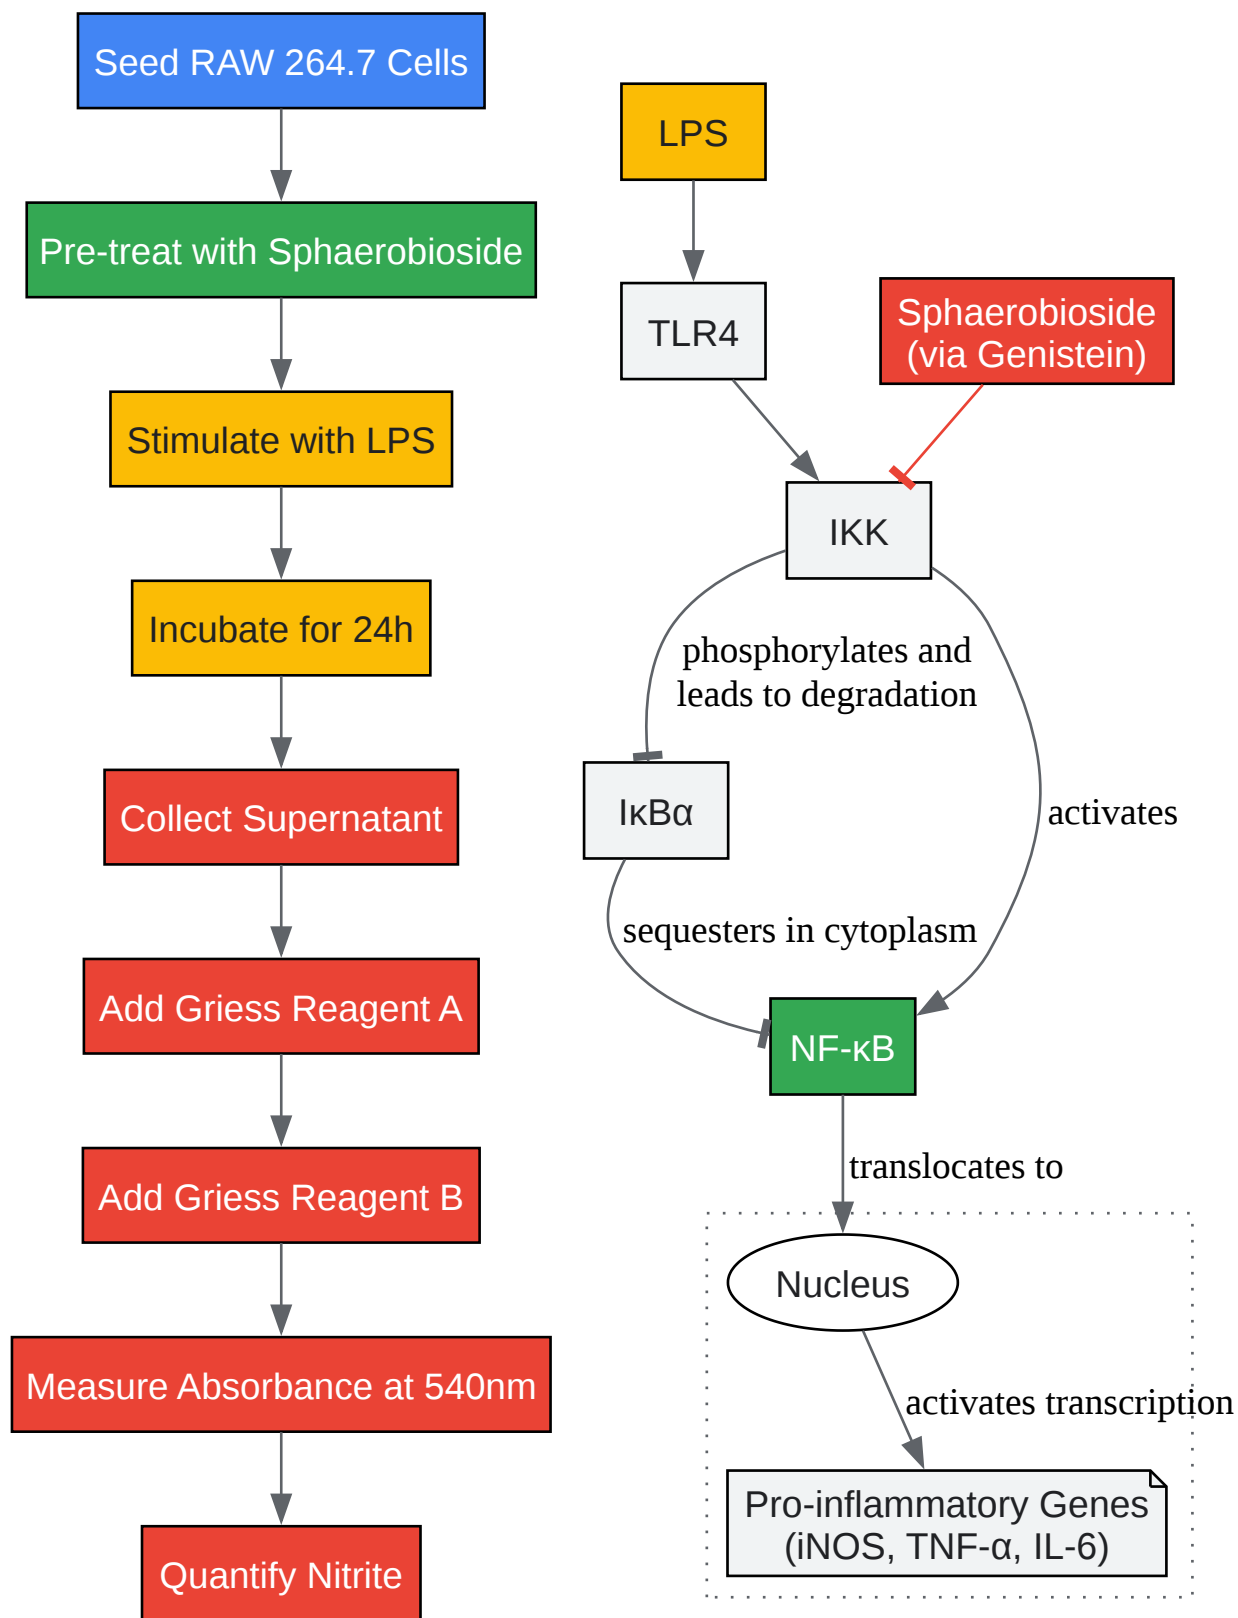 Seed RAW 264.7 Cells
Pre-treat with Sphaerobioside
Stimulate with LPS
Incubate for 24h
Collect Supernatant
Add Griess Reagent A
Add Griess Reagent B
Measure Absorbance at 540nm
Quantify Nitrite
LPS
TLR4
Sphaerobioside
(via Genistein)
IKK
phosphorylates and
leads to degradation
IκBα
activates
sequesters in cytoplasm
NF-κB
translocates to
Nucleus
activates transcription
Pro-inflammatory Genes
(iNOS, TNF-α, IL-6)